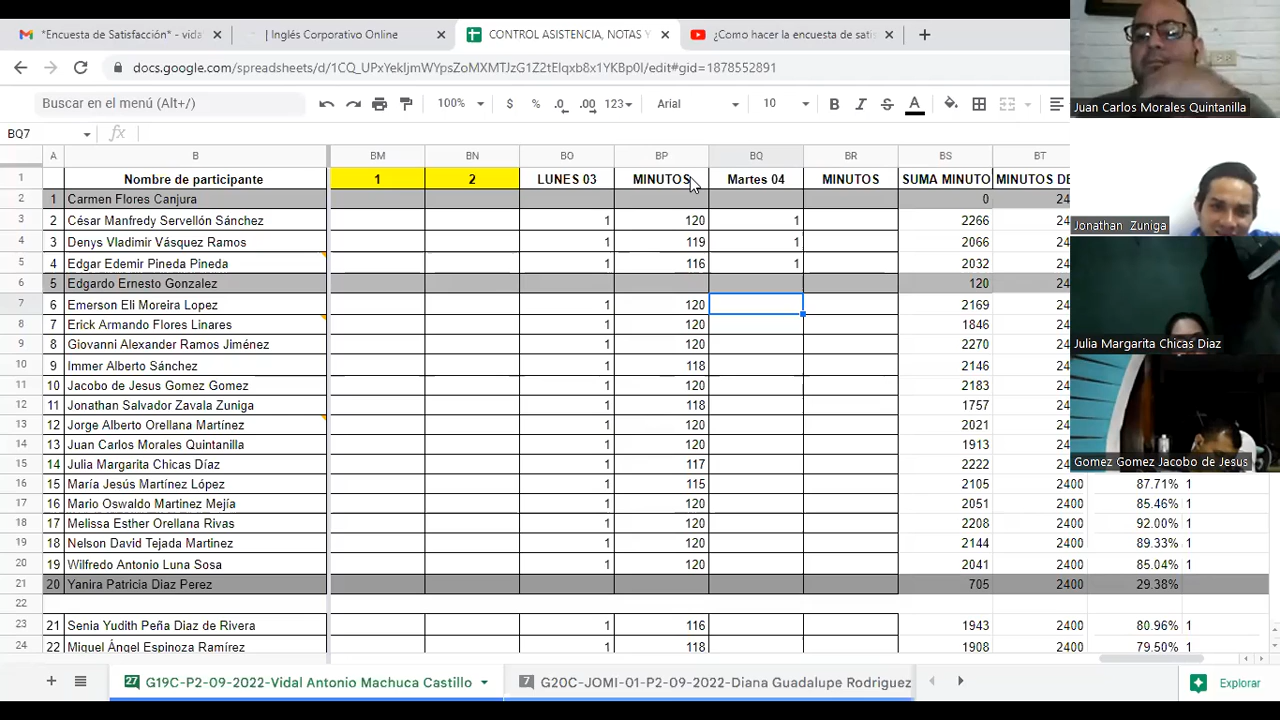 *Encuesta de Satisfacción* - vida
| Inglés Corporativo Online
CONTROL ASISTENCIA, NOTAS Y
¿Como hacer la encuesta de satis
docs.google.com/spreadsheets/d/1CQ_UPxYekIjmWYpsZoMXMTJzG1Z2tElqxb8x1YKBp0I/edit#gid=1878552891
Buscar en el menú (Alt+/)
100%
$
%
.0
.00
123
Arial
10
B
I
S
A
BQ7
fx
A B BM BN BO BP BQ BR BS BT
1 Nombre de participante 1 2 LUNES 03 MINUTOS Martes 04 MINUTOS SUMA MINUTO MINUTOS DE
2 1 Carmen Flores Canjura 0 24
3 2 César Manfredy Servellón Sánchez 1 120 1 2266 24
4 3 Denys Vladimir Vásquez Ramos 1 119 1 2066 24
5 4 Edgar Edemir Pineda Pineda 1 116 1 2032 24
6 5 Edgardo Ernesto Gonzalez 120 24
7 6 Emerson Eli Moreira Lopez 1 120 2169 24
8 7 Erick Armando Flores Linares 1 120 1846 24
9 8 Giovanni Alexander Ramos Jiménez 1 120 2270 24
10 9 Immer Alberto Sánchez 1 118 2146 24
11 10 Jacobo de Jesus Gomez Gomez 1 120 2183 24
12 11 Jonathan Salvador Zavala Zuniga 1 118 1757 24
13 12 Jorge Alberto Orellana Martínez 1 120 2021 24
14 13 Juan Carlos Morales Quintanilla 1 120 1913 24
15 14 Julia Margarita Chicas Díaz 1 117 2222 24
16 15 María Jesús Martínez López 1 115 2105 2400 87.71% 1
17 16 Mario Oswaldo Martinez Mejía 1 120 2051 2400 85.46% 1
18 17 Melissa Esther Orellana Rivas 1 120 2208 2400 92.00% 1
19 18 Nelson David Tejada Martinez 1 120 2144 2400 89.33% 1
20 19 Wilfredo Antonio Luna Sosa 1 120 2041 2400 85.04% 1
21 20 Yanira Patricia Diaz Perez 705 2400 29.38%
22
23 21 Senia Yudith Peña Diaz de Rivera 1 116 1943 2400 80.96% 1
24 22 Miguel Ángel Espinoza Ramírez 1 118 1908 2400 79.50% 1
27 G19C-P2-09-2022-Vidal Antonio Machuca Castillo
7 G20C-JOMI-01-P2-09-2022-Diana Guadalupe Rodriguez
Explorar
Juan Carlos Morales Quintanilla
Jonathan Zuniga
Julia Margarita Chicas Diaz
Gomez Gomez Jacobo de Jesus